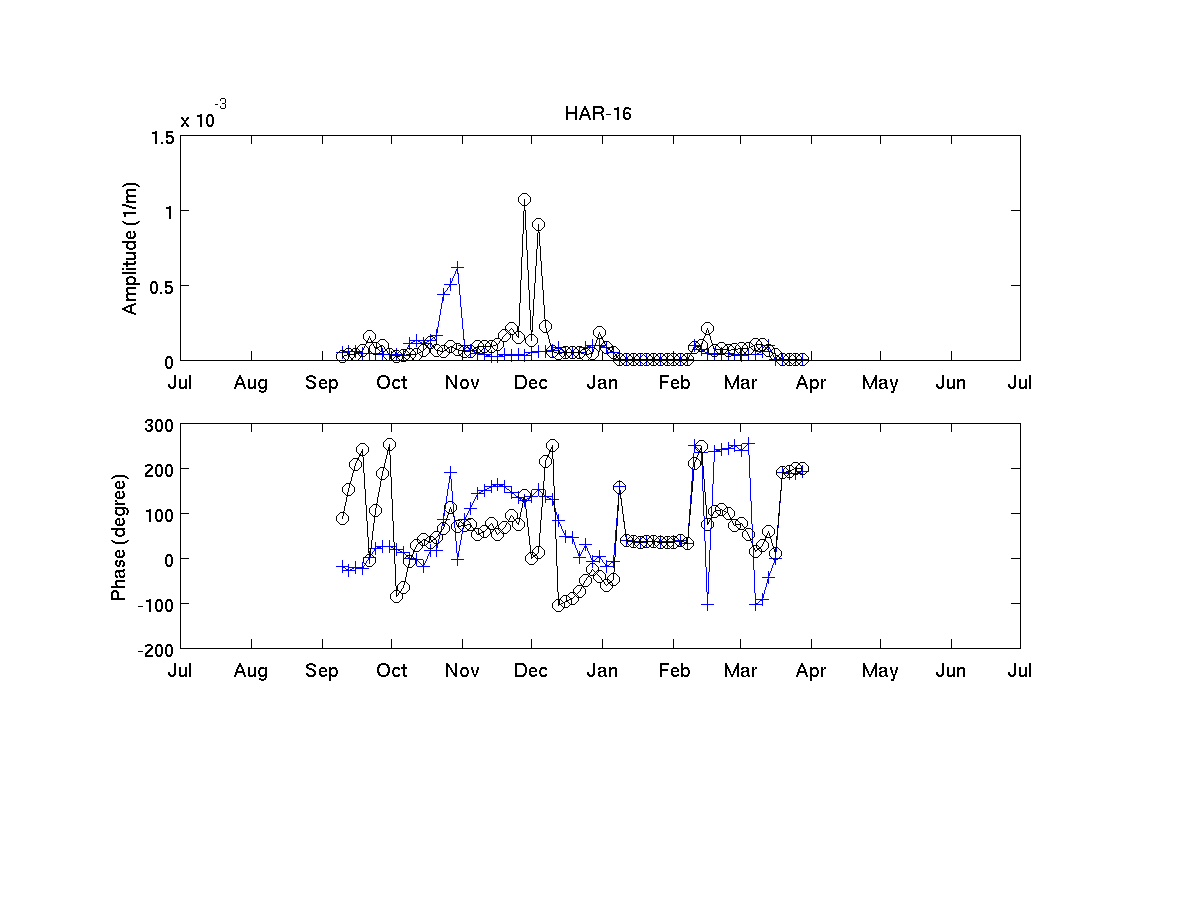 HAR-16
x 10-3
Amplitude (1/m)
1.5
1
0.5
0
Jul Aug Sep Oct Nov Dec Jan Feb Mar Apr May Jun Jul
Phase (degree)
300
200
100
0
-100
-200
Jul Aug Sep Oct Nov Dec Jan Feb Mar Apr May Jun Jul